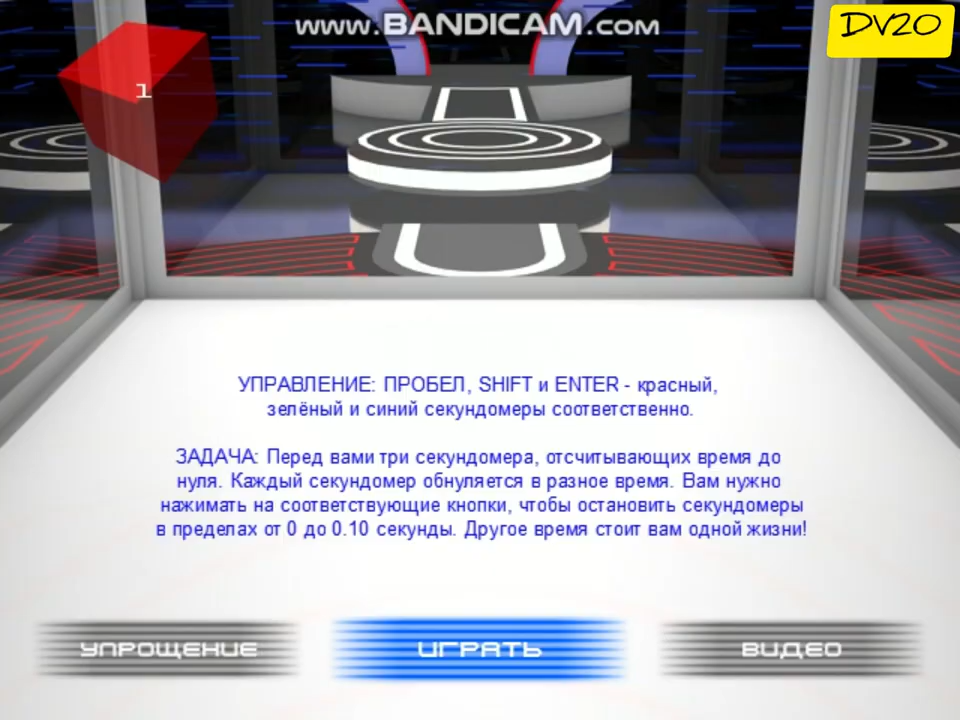 www.BANDICAM.com
DV20
1
УПРАВЛЕНИЕ: ПРОБЕЛ, SHIFT и ENTER - красный,
зелёный и синий секундомеры соответственно.
ЗАДАЧА: Перед вами три секундомера, отсчитывающих время до
нуля. Каждый секундомер обнуляется в разное время. Вам нужно
нажимать на соответствующие кнопки, чтобы остановить секундомеры
в пределах от 0 до 0.10 секунды. Другое время стоит вам одной жизни!
УПРОЩЕНИЕ
ИГРАТЬ
ВИДЕО